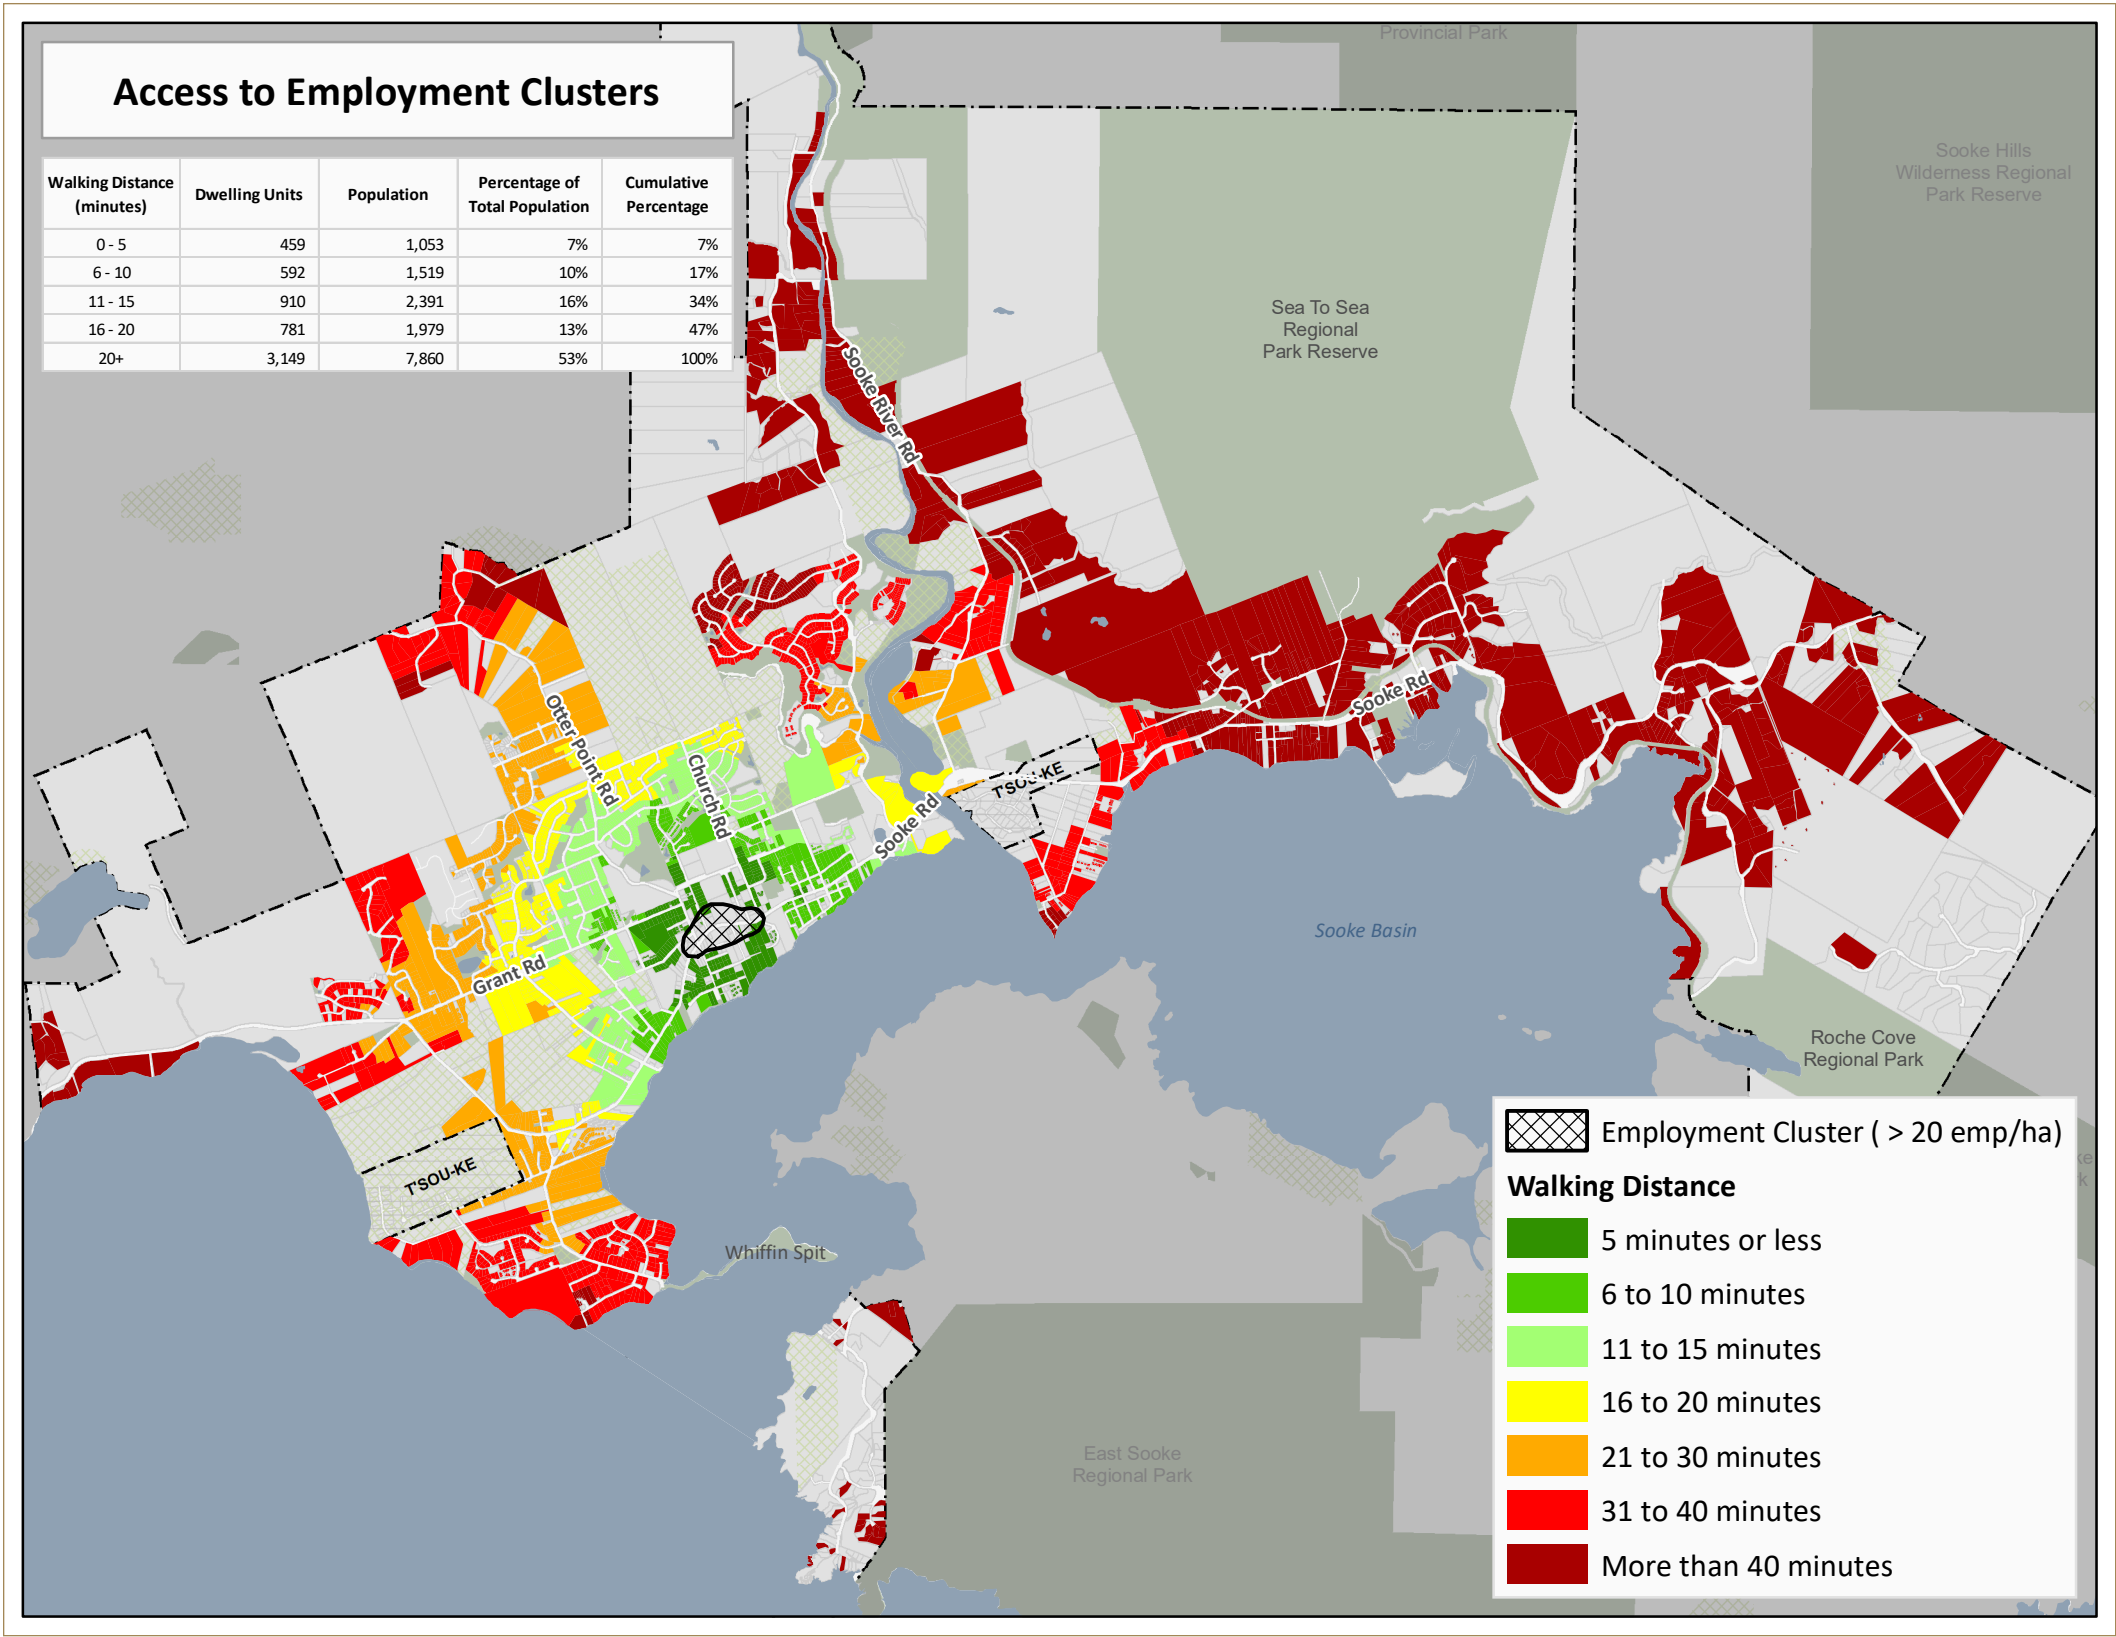 Access to Employment Clusters
Walking Distance (minutes) Dwelling Units Population Percentage of Total Population Cumulative Percentage
0 - 5 459 1,053 7% 7%
6 - 10 592 1,519 10% 17%
11 - 15 910 2,391 16% 34%
16 - 20 781 1,979 13% 47%
20+ 3,149 7,860 53% 100%
Provincial Park
Sooke Hills
Wilderness Regional
Park Reserve
Sea To Sea
Regional
Park Reserve
Sooke River Rd
Otter Point Rd
Church Rd
Sooke Rd
Sooke Rd
T'SOU-KE
Grant Rd
Sooke Basin
Roche Cove
Regional Park
T'SOU-KE
Whiffin Spit
East Sooke
Regional Park
Employment Cluster ( > 20 emp/ha)
Walking Distance
5 minutes or less
6 to 10 minutes
11 to 15 minutes
16 to 20 minutes
21 to 30 minutes
31 to 40 minutes
More than 40 minutes